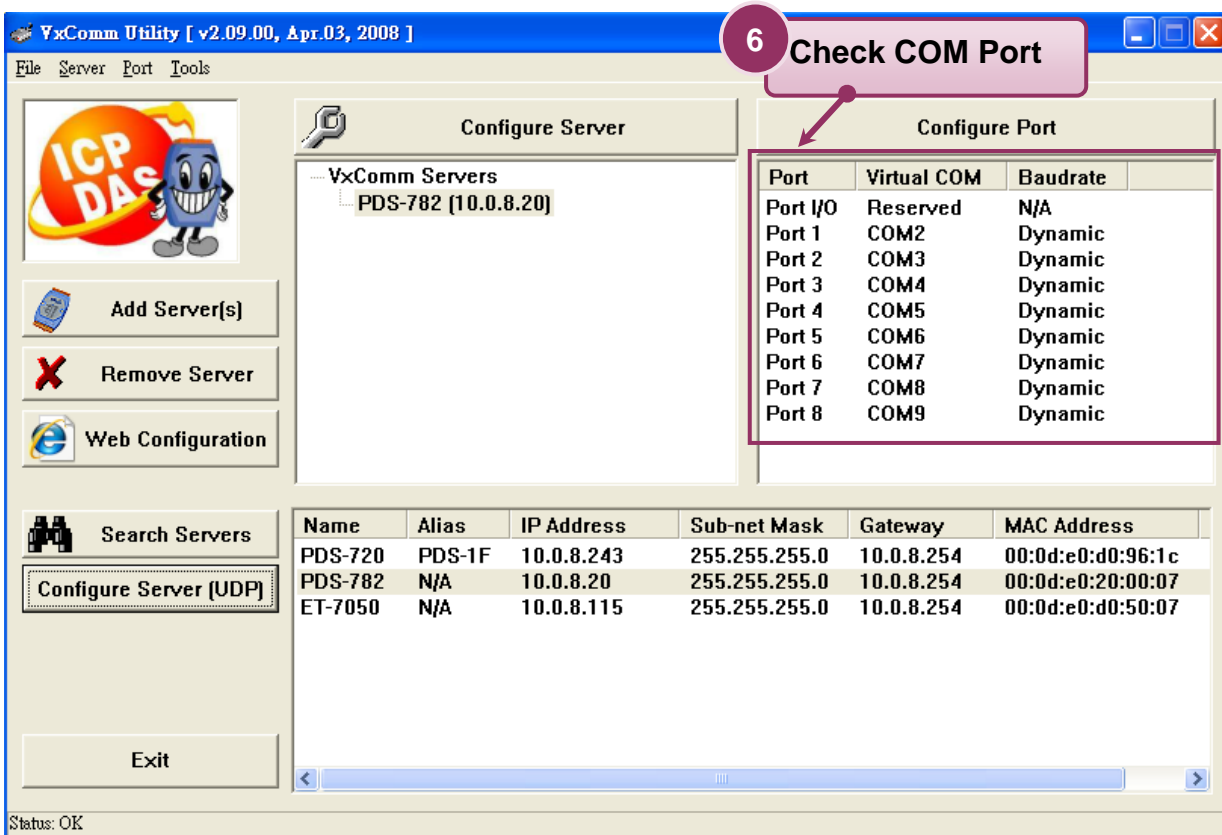 VxComm Utility [ v2.09.00, Apr.03, 2008 ]
6
Check COM Port
File Server Port Tools
ICP DAS
Configure Server
Configure Port
VxComm Servers
PDS-782 (10.0.8.20)
Port Virtual COM Baudrate
Port I/O Reserved N/A
Port 1 COM2 Dynamic
Port 2 COM3 Dynamic
Port 3 COM4 Dynamic
Port 4 COM5 Dynamic
Port 5 COM6 Dynamic
Port 6 COM7 Dynamic
Port 7 COM8 Dynamic
Port 8 COM9 Dynamic
Add Server(s)
Remove Server
Web Configuration
Search Servers
Configure Server (UDP)
Name Alias IP Address Sub-net Mask Gateway MAC Address
PDS-720 PDS-1F 10.0.8.243 255.255.255.0 10.0.8.254 00:0d:e0:d0:96:1c
PDS-782 N/A 10.0.8.20 255.255.255.0 10.0.8.254 00:0d:e0:20:00:07
ET-7050 N/A 10.0.8.115 255.255.255.0 10.0.8.254 00:0d:e0:d0:50:07
Exit
Status: OK